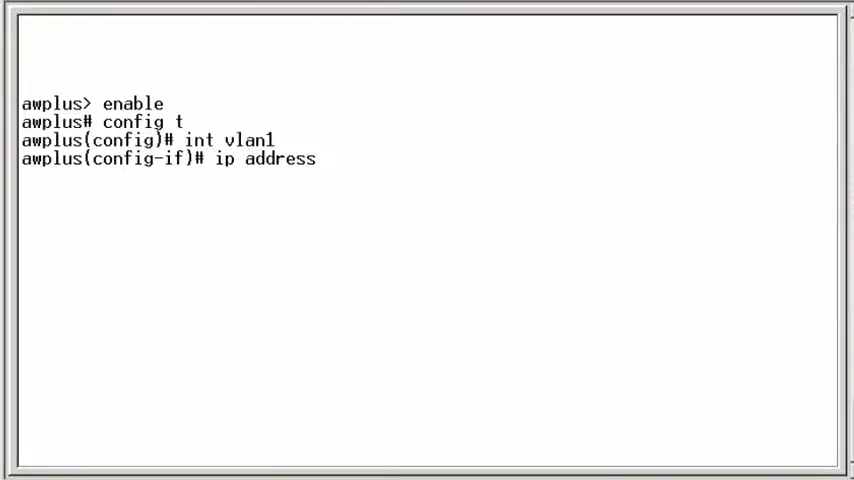 awplus> enable
awplus# config t
awplus(config)# int vlan1
awplus(config-if)# ip address